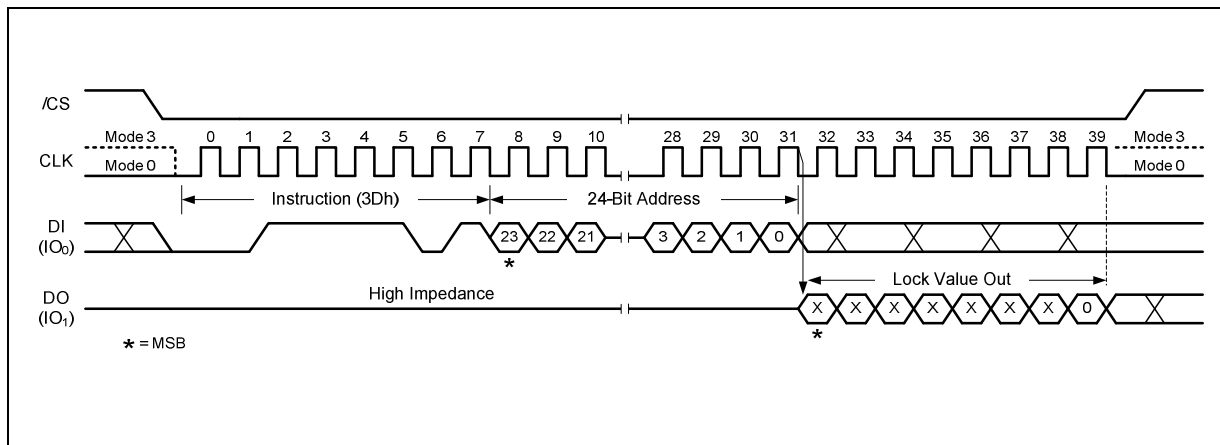 /CS
Mode 3 0 1 2 3 4 5 6 7 8 9 10 28 29 30 31 32 33 34 35 36 37 38 39 Mode 3
CLK
Mode 0 Mode 0
Instruction (3Dh) 24-Bit Address
DI
(IO₀)
23 22 21 3 2 1 0
*
Lock Value Out
High Impedance
DO
(IO₁)
X X X X X X X 0
*
* = MSB